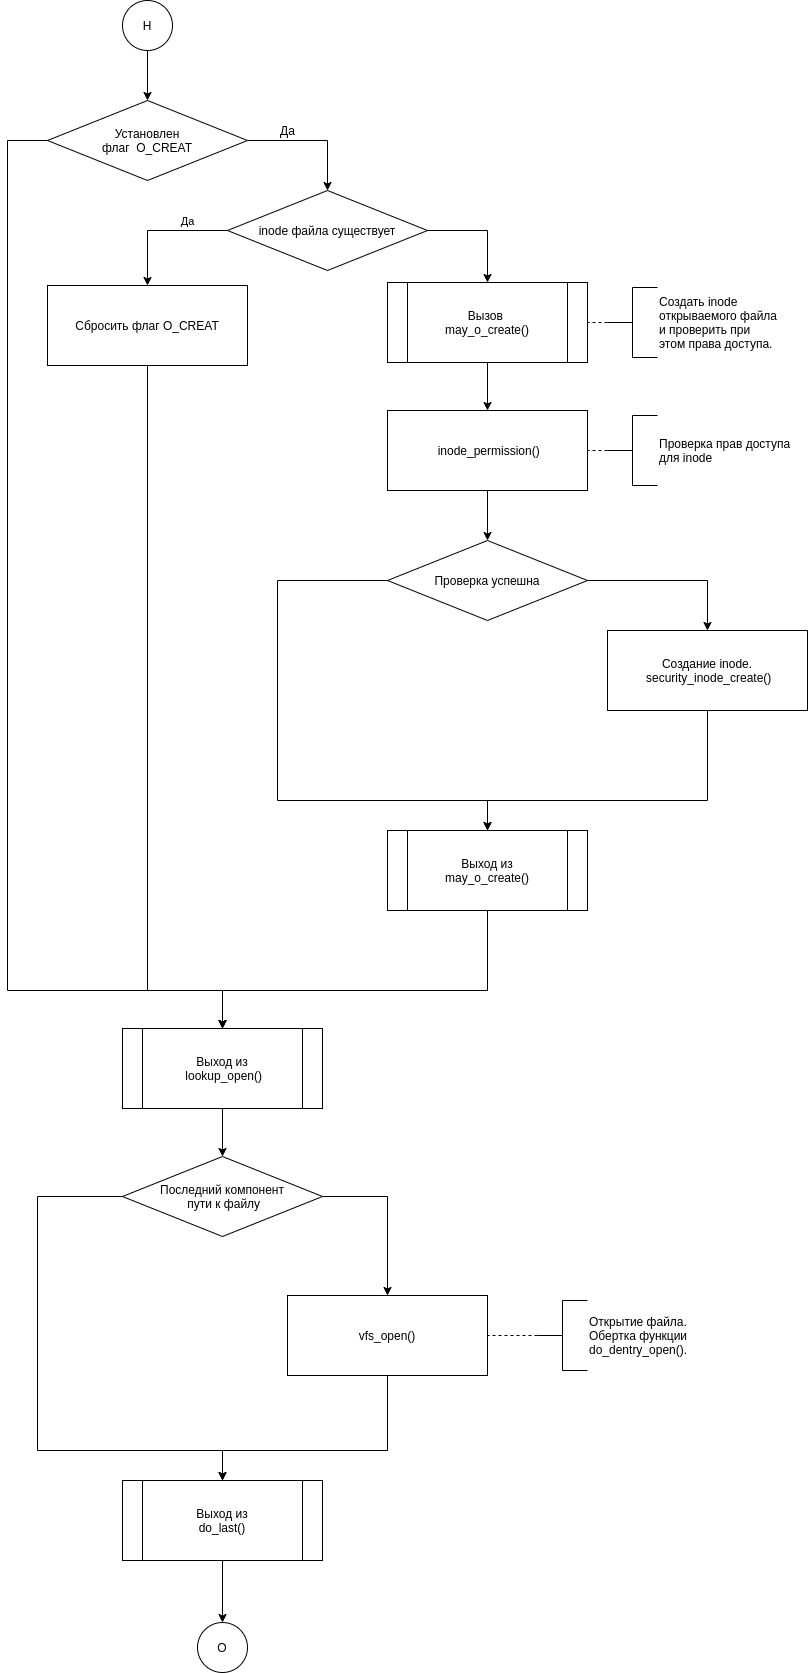 Н
Установлен
флаг O_CREAT
Да
Да
inode файла существует
Сбросить флаг O_CREAT
Вызов
may_o_create()
Создать inode
открываемого файла
и проверить при
этом права доступа.
inode_permission()
Проверка прав доступа
для inode
Проверка успешна
Создание inode.
security_inode_create()
Выход из
may_o_create()
Выход из
lookup_open()
Последний компонент
пути к файлу
vfs_open()
Открытие файла.
Обертка функции
do_dentry_open().
Выход из
do_last()
О